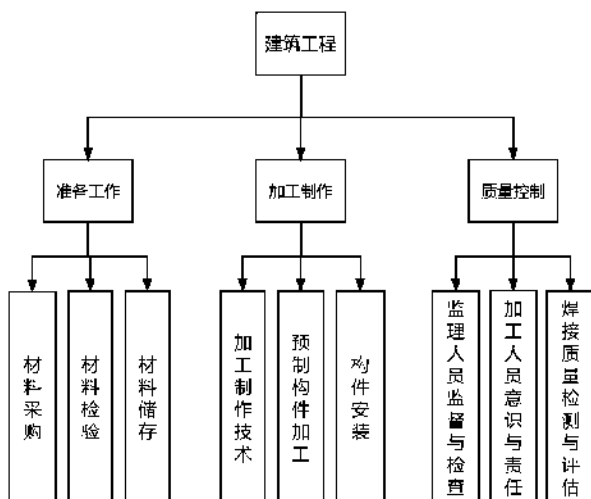 建筑工程
准备工作
加工制作
质量控制
材料采购
材料检验
材料储存
加工制作技术
预制构件加工
构件安装
监理人员监督与检查
加工人员意识与责任
焊接质量检测与评估